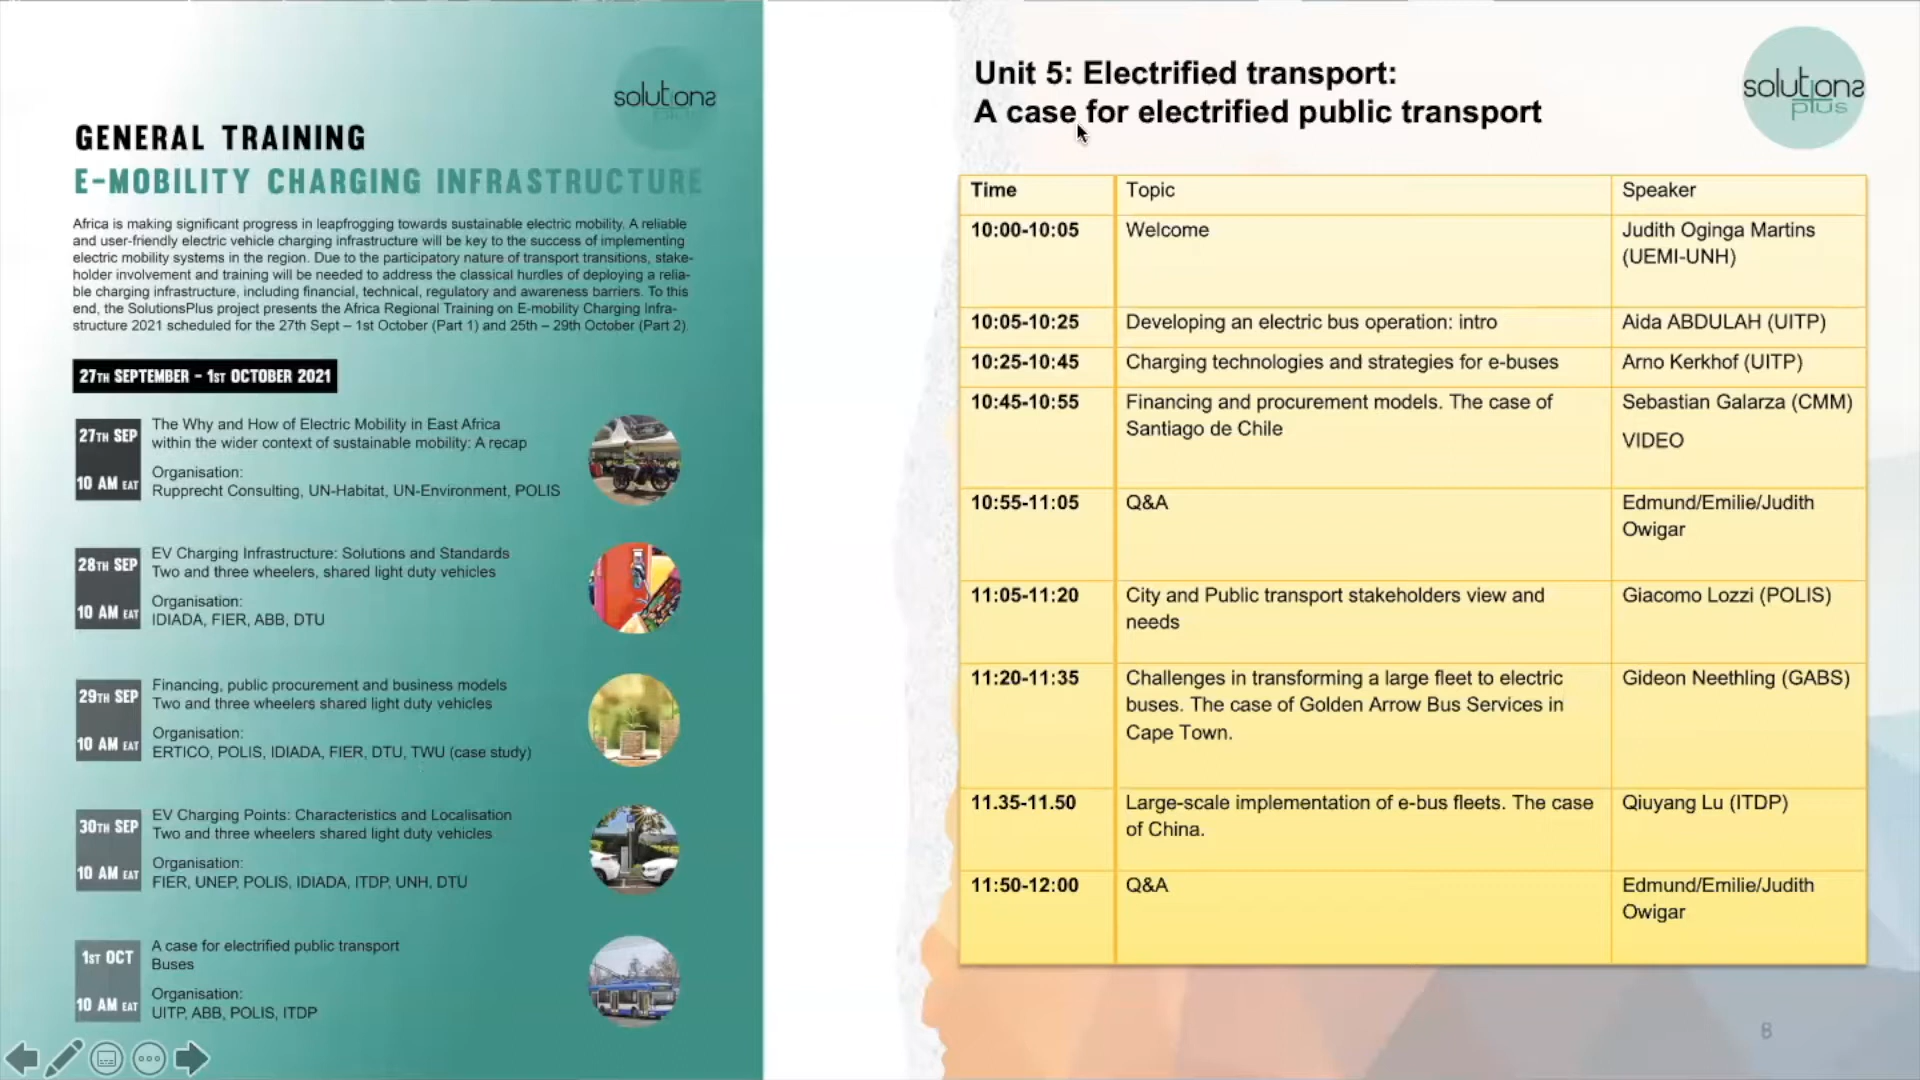 solutions
plus
GENERAL TRAINING
E-MOBILITY CHARGING INFRASTRUCTURE
Africa is making significant progress in leapfrogging towards sustainable electric mobility. A reliable
and user-friendly electric vehicle charging infrastructure will be key to the success of implementing
electric mobility systems in the region. Due to the participatory nature of transport transitions, stake-
holder involvement and training will be needed to address the classical hurdles of deploying a relia-
ble charging infrastructure, including financial, technical, regulatory and awareness barriers. To this
end, the SolutionsPlus project presents the Africa Regional Training on E-mobility Charging Infra-
structure 2021 scheduled for the 27th Sept – 1st October (Part 1) and 25th – 29th October (Part 2).
27TH SEPTEMBER - 1ST OCTOBER 2021
27TH SEP
10 AM EAT
The Why and How of Electric Mobility in East Africa
within the wider context of sustainable mobility: A recap
Organisation:
Rupprecht Consulting, UN-Habitat, UN-Environment, POLIS
28TH SEP
10 AM EAT
EV Charging Infrastructure: Solutions and Standards
Two and three wheelers, shared light duty vehicles
Organisation:
IDIADA, FIER, ABB, DTU
29TH SEP
10 AM EAT
Financing, public procurement and business models
Two and three wheelers shared light duty vehicles
Organisation:
ERTICO, POLIS, IDIADA, FIER, DTU, TWU (case study)
30TH SEP
10 AM EAT
EV Charging Points: Characteristics and Localisation
Two and three wheelers shared light duty vehicles
Organisation:
FIER, UNEP, POLIS, IDIADA, ITDP, UNH, DTU
1ST OCT
10 AM EAT
A case for electrified public transport
Buses
Organisation:
UITP, ABB, POLIS, ITDP
Unit 5: Electrified transport:
A case for electrified public transport
solutions
plus
Time Topic Speaker
10:00-10:05 Welcome Judith Oginga Martins
(UEMI-UNH)
10:05-10:25 Developing an electric bus operation: intro Aida ABDULAH (UITP)
10:25-10:45 Charging technologies and strategies for e-buses Arno Kerkhof (UITP)
10:45-10:55 Financing and procurement models. The case of Sebastian Galarza (CMM)
Santiago de Chile VIDEO
10:55-11:05 Q&A Edmund/Emilie/Judith
Owigar
11:05-11:20 City and Public transport stakeholders view and Giacomo Lozzi (POLIS)
needs
11:20-11:35 Challenges in transforming a large fleet to electric Gideon Neethling (GABS)
buses. The case of Golden Arrow Bus Services in
Cape Town.
11.35-11.50 Large-scale implementation of e-bus fleets. The case Qiuyang Lu (ITDP)
of China.
11:50-12:00 Q&A Edmund/Emilie/Judith
Owigar
8